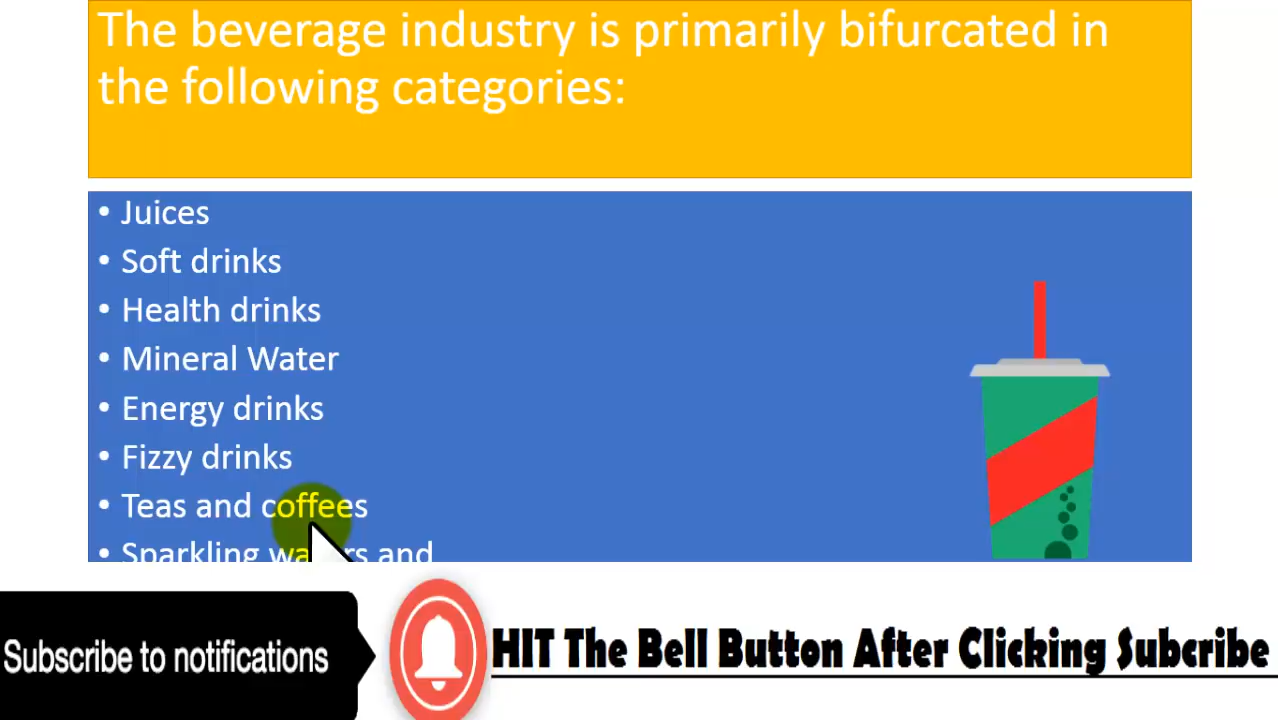 The beverage industry is primarily bifurcated in
the following categories:
• Juices
• Soft drinks
• Health drinks
• Mineral Water
• Energy drinks
• Fizzy drinks
• Teas and coffees
• Sparkling waters and
Subscribe to notifications
HIT The Bell Button After Clicking Subcribe